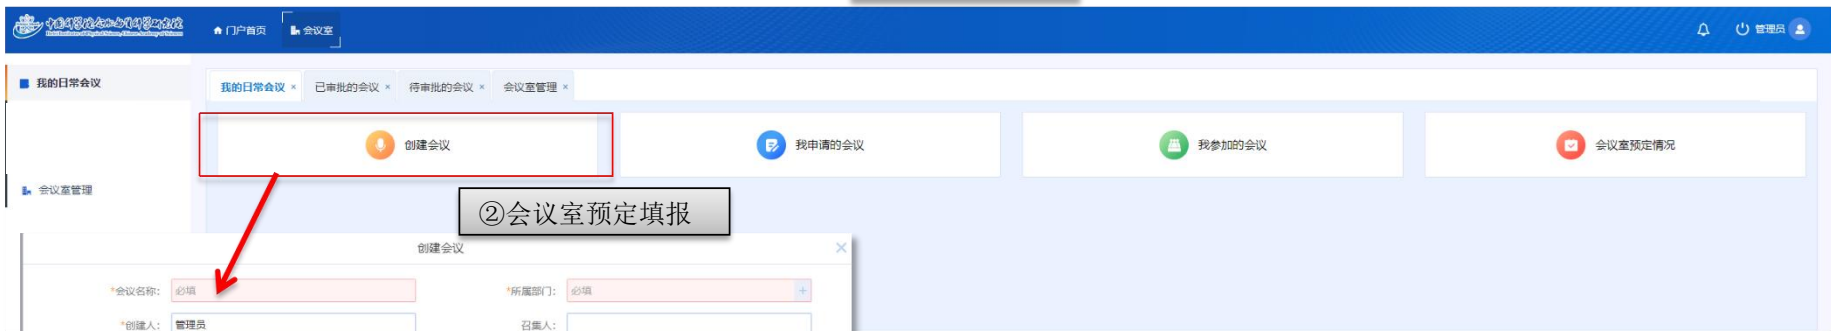 门户首页 会议室 管理员
我的日常会议
我的日常会议 × 已审批的会议 × 待审批的会议 × 会议室管理 ×
创建会议 我申请的会议 我参加的会议 会议室预定情况
会议室管理
②会议室预定填报
创建会议 ×
*会议名称: 必填 *所属部门: 必填 +
*创建人: 管理员 召集人: